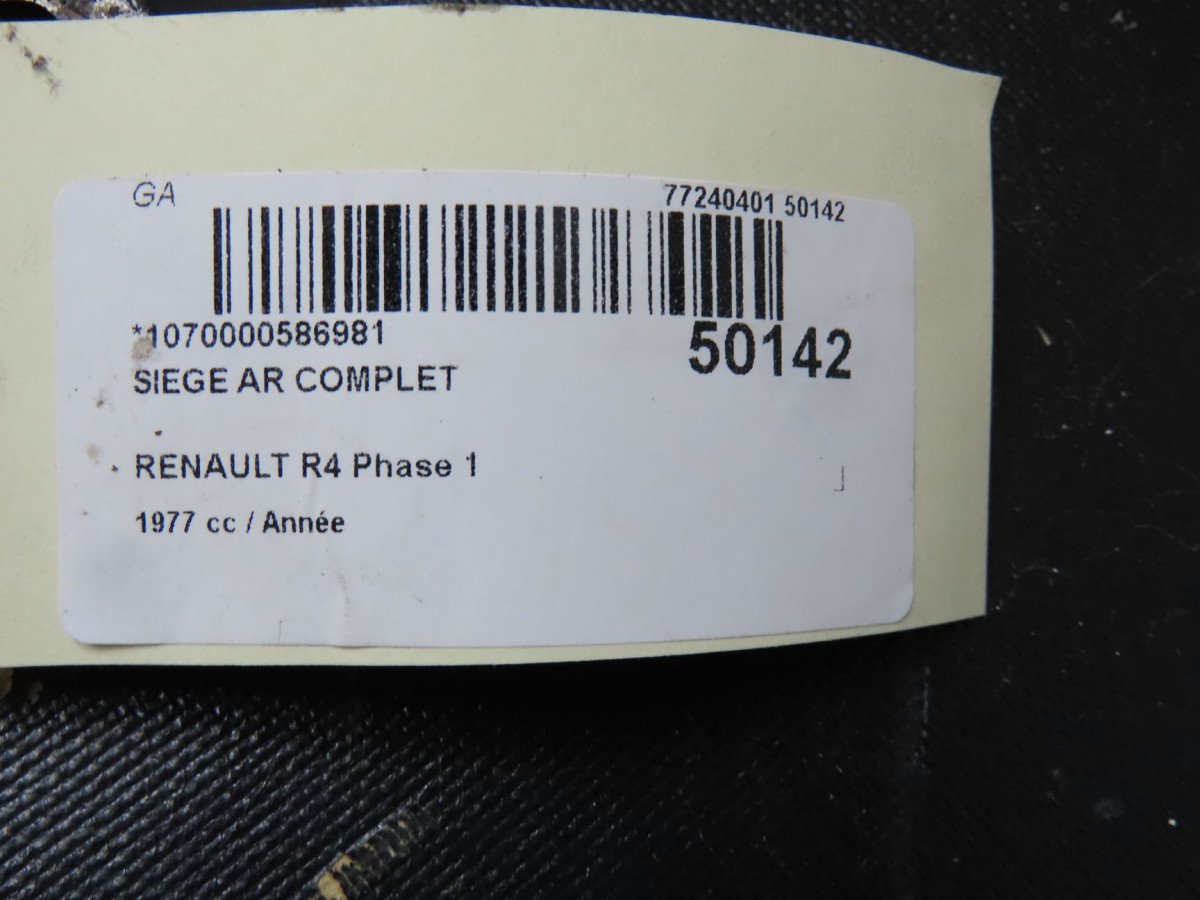 GA 77240401 50142
*1070000586981 50142
SIEGE AR COMPLET
RENAULT R4 Phase 1
1977 cc / Année